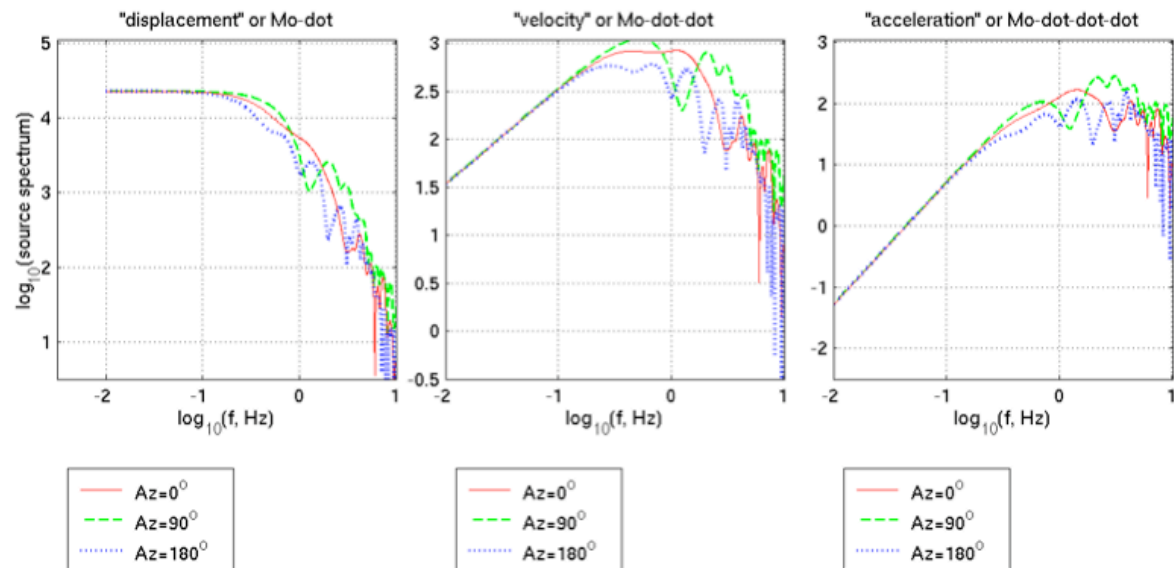 "displacement" or Mo-dot
"velocity" or Mo-dot-dot
"acceleration" or Mo-dot-dot-dot
log10(source spectrum)
5
4
3
2
1
-2
-1
0
1
log10(f, Hz)
3
2.5
2
1.5
1
0.5
0
-0.5
-2
-1
0
1
log10(f, Hz)
3
2
1
0
-1
-2
-2
-1
0
1
log10(f, Hz)
Az=0°
Az=90°
Az=180°
Az=0°
Az=90°
Az=180°
Az=0°
Az=90°
Az=180°